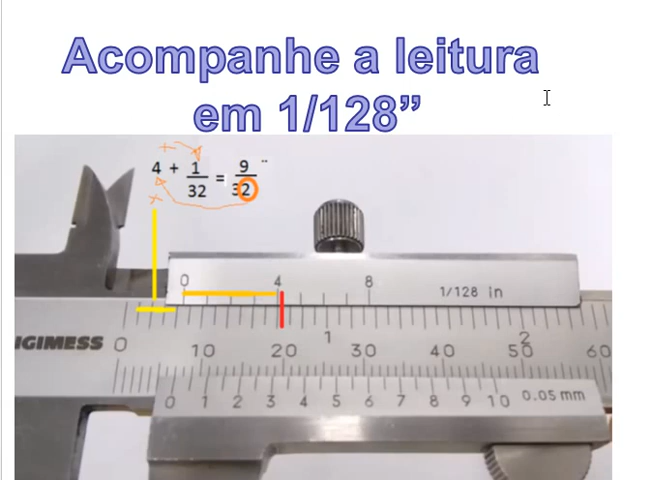 Acompanhe a leitura
em 1/128”
4 + 1/32 = 9/32 "
0 4 8 1/128 in
IGIMESS 0 1 2
10 20 30 40 50 60
0 1 2 3 4 5 6 7 8 9 10 0.05 mm